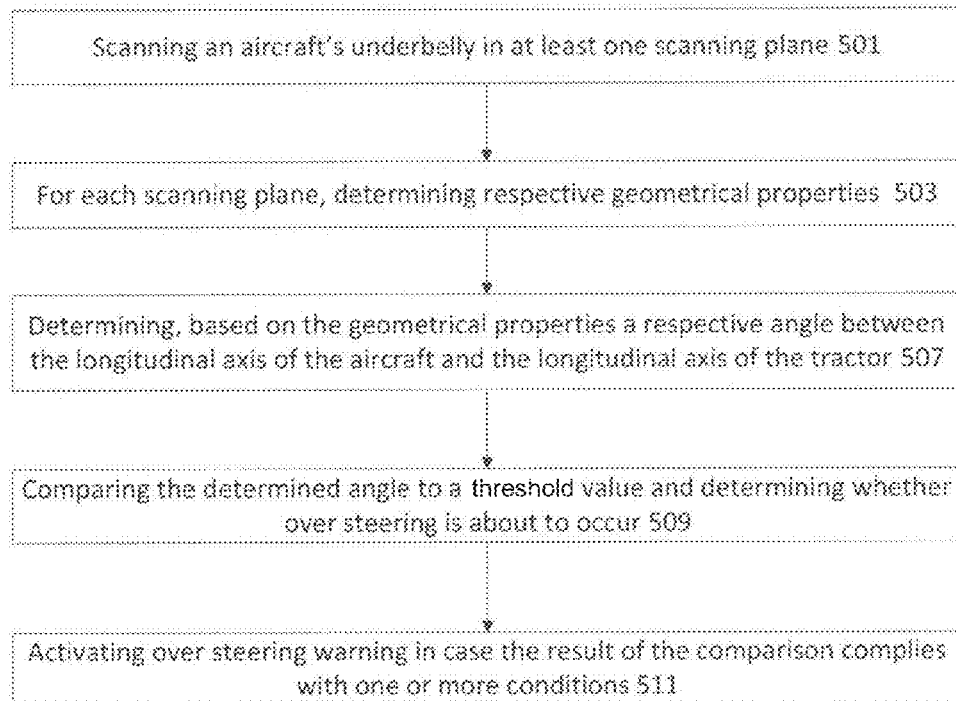 Scanning an aircraft's underbelly in at least one scanning plane 501
For each scanning plane, determining respective geometrical properties 503
Determining, based on the geometrical properties a respective angle between
the longitudinal axis of the aircraft and the longitudinal axis of the tractor 507
Comparing the determined angle to a threshold value and determining whether
over steering is about to occur 509
Activating over steering warning in case the result of the comparison complies
with one or more conditions 511